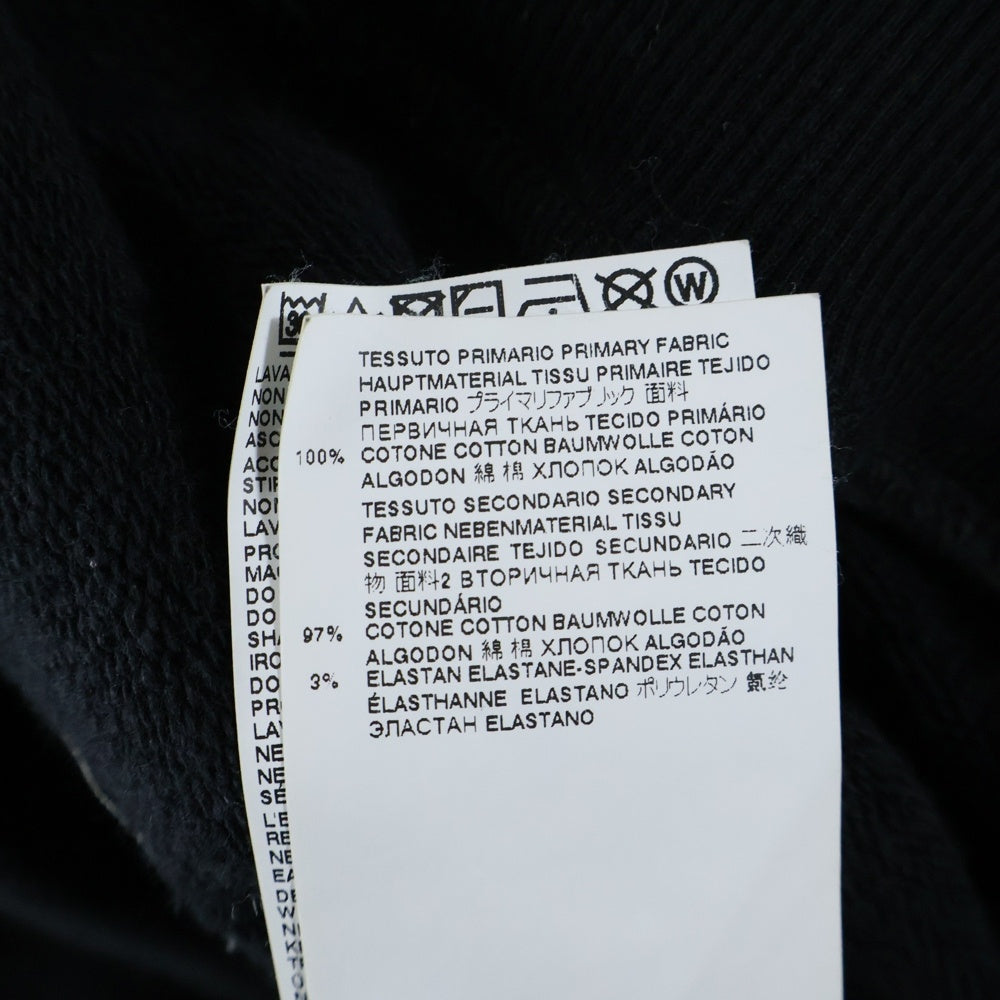 30
W
TESSUTO PRIMARIO PRIMARY FABRIC
HAUPTMATERIAL TISSU PRIMAIRE TEJIDO
PRIMARIO プライマリファブリック 面料
ПЕРВИЧНАЯ ТКАНЬ TECIDO PRIMÁRIO
100% COTONE COTTON BAUMWOLLE COTON
ALGODON 綿 棉 ХЛОПОК ALGODÃO
TESSUTO SECONDARIO SECONDARY
FABRIC NEBENMATERIAL TISSU
SECONDAIRE TEJIDO SECUNDARIO 二次織
物 面料2 ВТОРИЧНАЯ ТКАНЬ TECIDO
SECUNDÁRIO
97% COTONE COTTON BAUMWOLLE COTON
ALGODON 綿 棉 ХЛОПОК ALGODÃO
3% ELASTAN ELASTANE-SPANDEX ELASTHAN
ÉLASTHANNE ELASTANO ポリウレタン 氨纶
ЭЛАСТАН ELASTANO